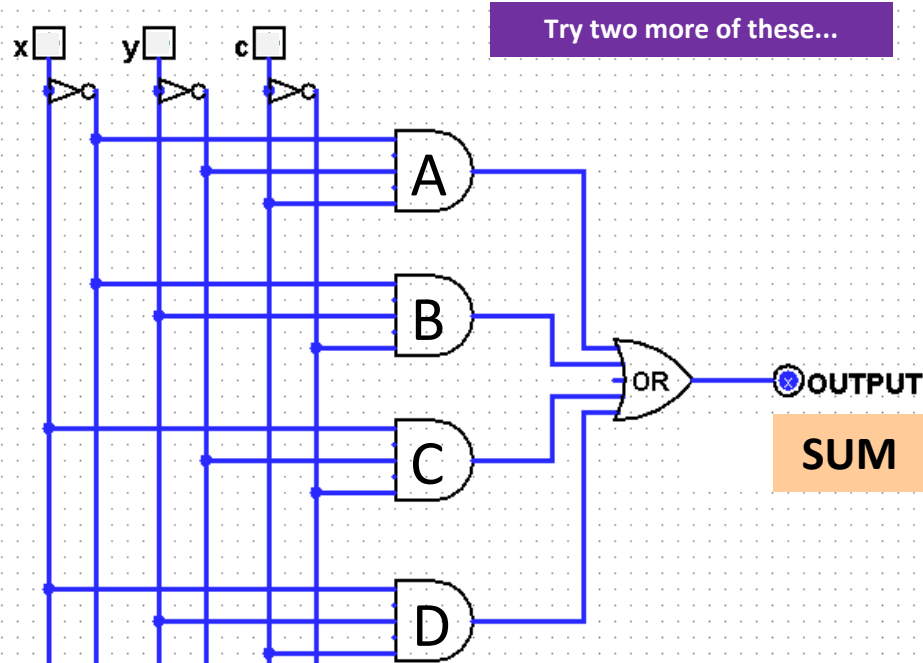 Try two more of these...
x y c
A
B
OR
x OUTPUT
C
SUM
D